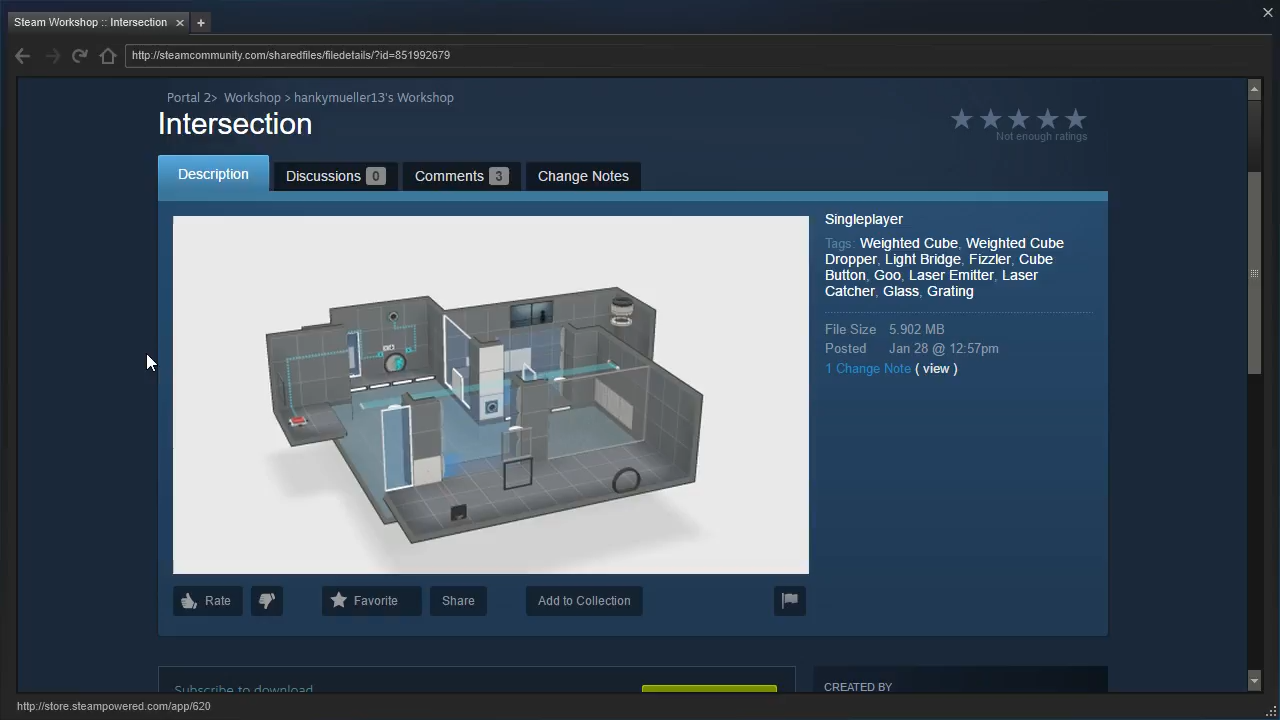 Steam Workshop :: Intersection
http://steamcommunity.com/sharedfiles/filedetails/?id=851992679
Portal 2> Workshop > hankymueller13's Workshop
Intersection
Not enough ratings
Description
Discussions 0
Comments 3
Change Notes
Singleplayer
Tags: Weighted Cube, Weighted Cube
Dropper, Light Bridge, Fizzler, Cube
Button, Goo, Laser Emitter, Laser
Catcher, Glass, Grating
File Size 5.902 MB
Posted Jan 28 @ 12:57pm
1 Change Note ( view )
Rate
Favorite
Share
Add to Collection
Subscribe to download
CREATED BY
http://store.steampowered.com/app/620